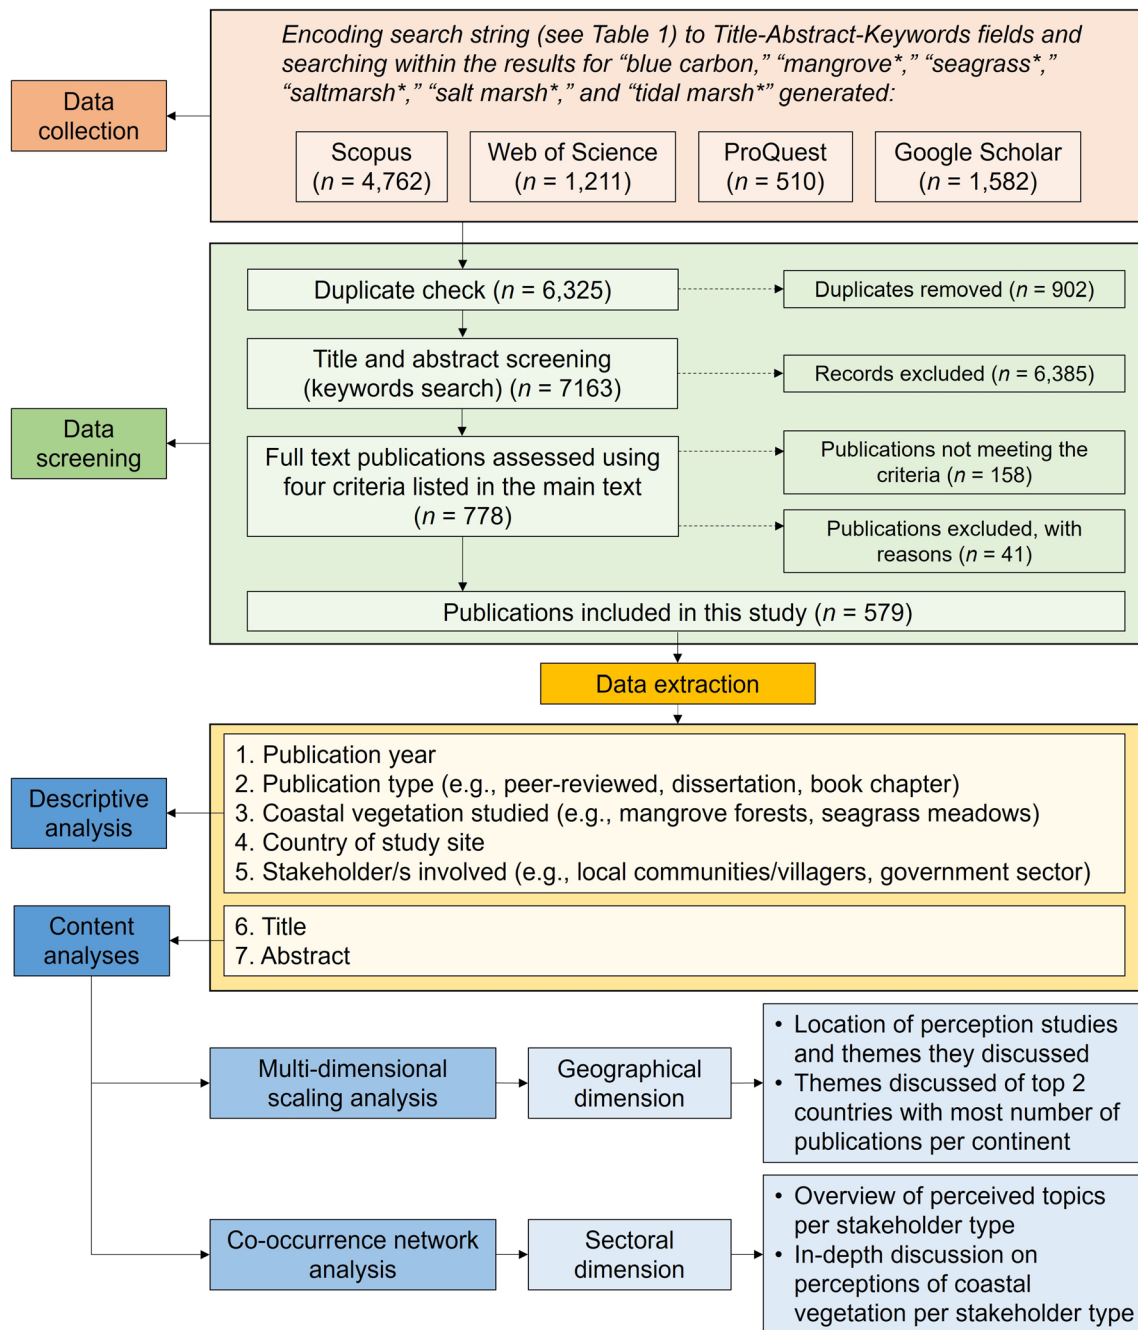 Encoding search string (see Table 1) to Title-Abstract-Keywords fields and
searching within the results for “blue carbon,” “mangrove*,” “seagrass*,”
“saltmarsh*,” “salt marsh*,” and “tidal marsh*” generated:
Data
collection
Scopus
(n = 4,762)
Web of Science
(n = 1,211)
ProQuest
(n = 510)
Google Scholar
(n = 1,582)
Duplicate check (n = 6,325)
Duplicates removed (n = 902)
Title and abstract screening
(keywords search) (n = 7163)
Records excluded (n = 6,385)
Data
screening
Full text publications assessed using
four criteria listed in the main text
(n = 778)
Publications not meeting the
criteria (n = 158)
Publications excluded, with
reasons (n = 41)
Publications included in this study (n = 579)
Data extraction
Descriptive
analysis
1. Publication year
2. Publication type (e.g., peer-reviewed, dissertation, book chapter)
3. Coastal vegetation studied (e.g., mangrove forests, seagrass meadows)
4. Country of study site
5. Stakeholder/s involved (e.g., local communities/villagers, government sector)
Content
analyses
6. Title
7. Abstract
Multi-dimensional
scaling analysis
Geographical
dimension
• Location of perception studies
and themes they discussed
• Themes discussed of top 2
countries with most number of
publications per continent
Co-occurrence network
analysis
Sectoral
dimension
• Overview of perceived topics
per stakeholder type
• In-depth discussion on
perceptions of coastal
vegetation per stakeholder type